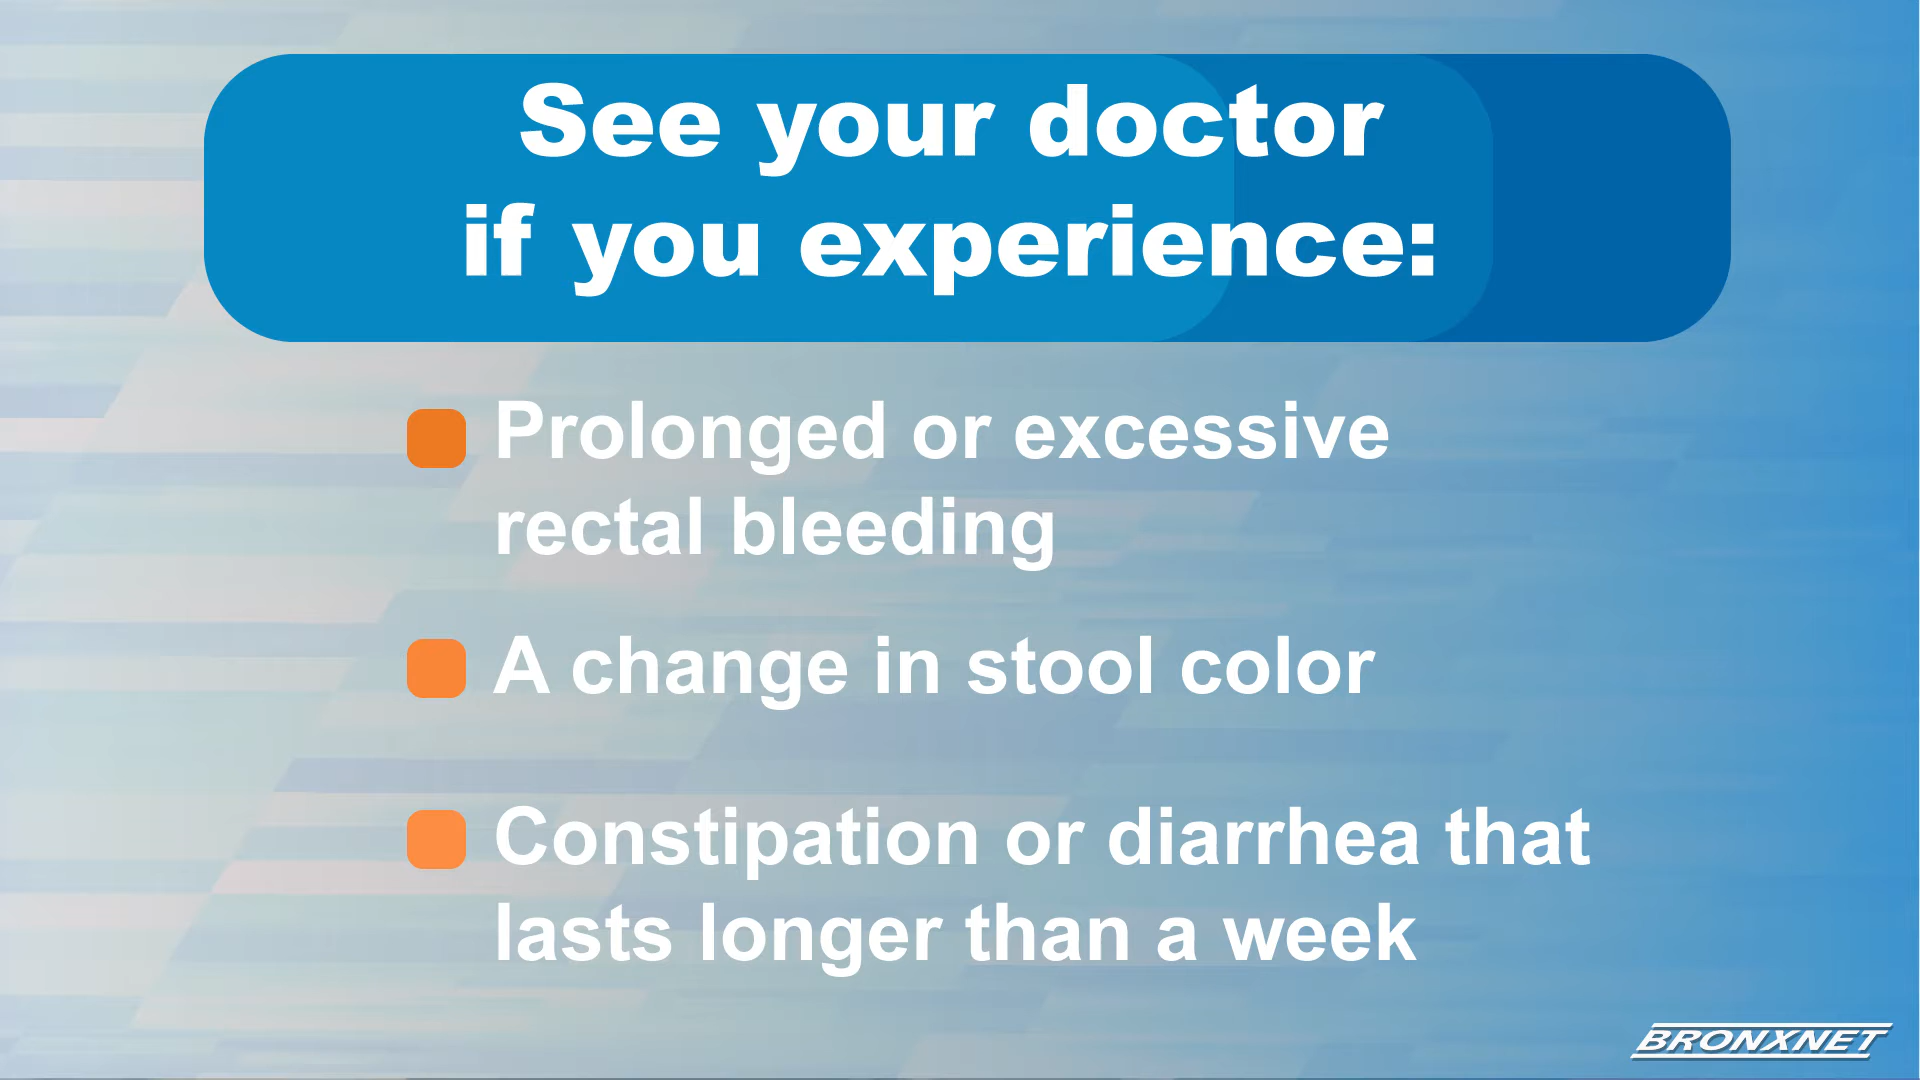 See your doctor
if you experience:
Prolonged or excessive
rectal bleeding
A change in stool color
Constipation or diarrhea that
lasts longer than a week
BRONXNET